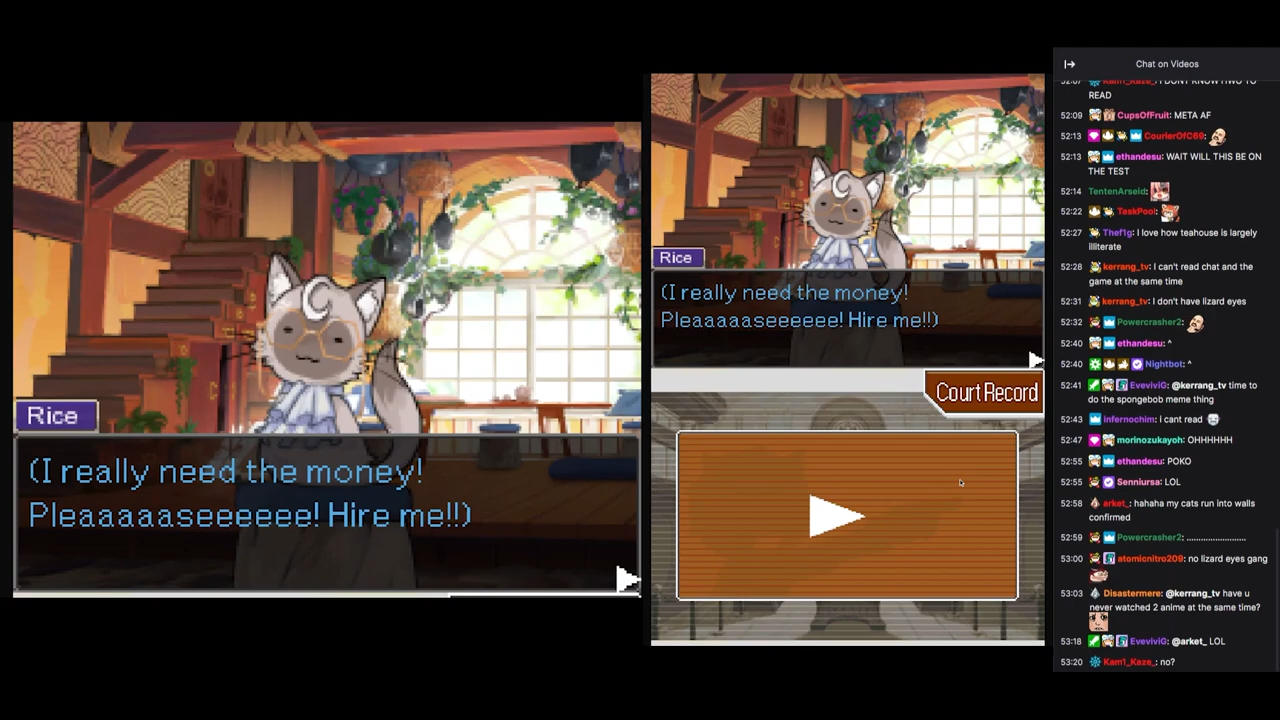 Rice
(I really need the money!
Pleaaaaaseeeeee! Hire me!!)
Rice
(I really need the money!
Pleaaaaaseeeeee! Hire me!!)
Court Record
Chat on Videos
READ
52:09 CupsOfFruit: META AF
52:13 CourierOfC69:
52:13 ethandesu: WAIT WILL THIS BE ON
THE TEST
52:14 TentenArseid:
52:22 TaskPool:
52:27 Thef1g: I love how teahouse is largely
illiterate
52:28 kerrang_tv: I can't read chat and the
game at the same time
52:31 kerrang_tv: I don't have lizard eyes
52:32 Powercrasher2:
52:40 ethandesu: ^
52:40 Nightbot: ^
52:41 EveviviG: @kerrang_tv time to
do the spongebob meme thing
52:43 infernochim: i cant read
52:47 morinozukayoh: OHHHHHH
52:55 ethandesu: POKO
52:55 Senniursa: LOL
52:58 arket_: hahaha my cats run into walls
confirmed
52:59 Powercrasher2: ........................
53:00 atomicnitro209: no lizard eyes gang
53:03 Disastermere: @kerrang_tv have u
never watched 2 anime at the same time?
53:18 EveviviG: @arket_ LOL
53:20 Kam1_Kaze_: no?